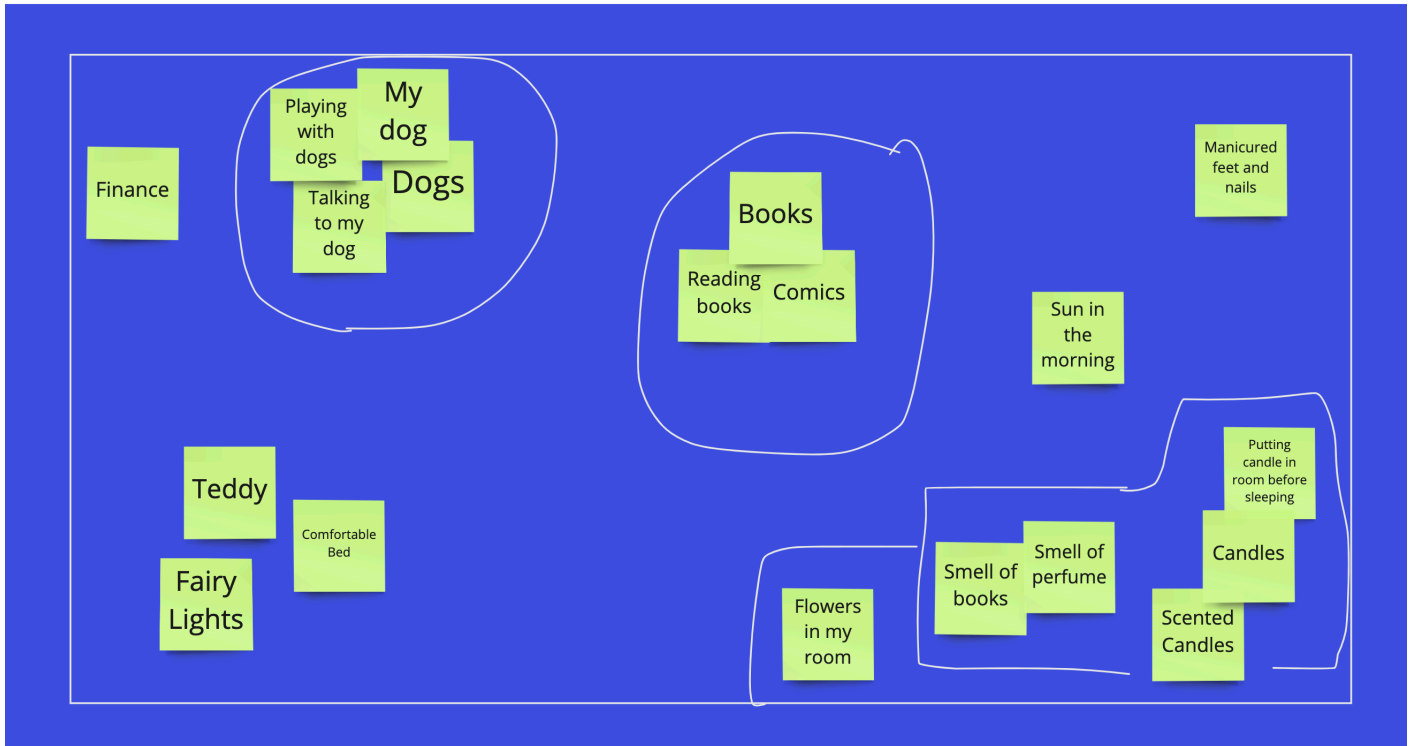 Finance
Playing
with
dogs
My
dog
Talking
to my
dog
Dogs
Books
Reading
books
Comics
Manicured
feet and
nails
Sun in
the
morning
Teddy
Comfortable
Bed
Fairy
Lights
Flowers
in my
room
Smell of
books
Smell of
perfume
Putting
candle in
room before
sleeping
Candles
Scented
Candles